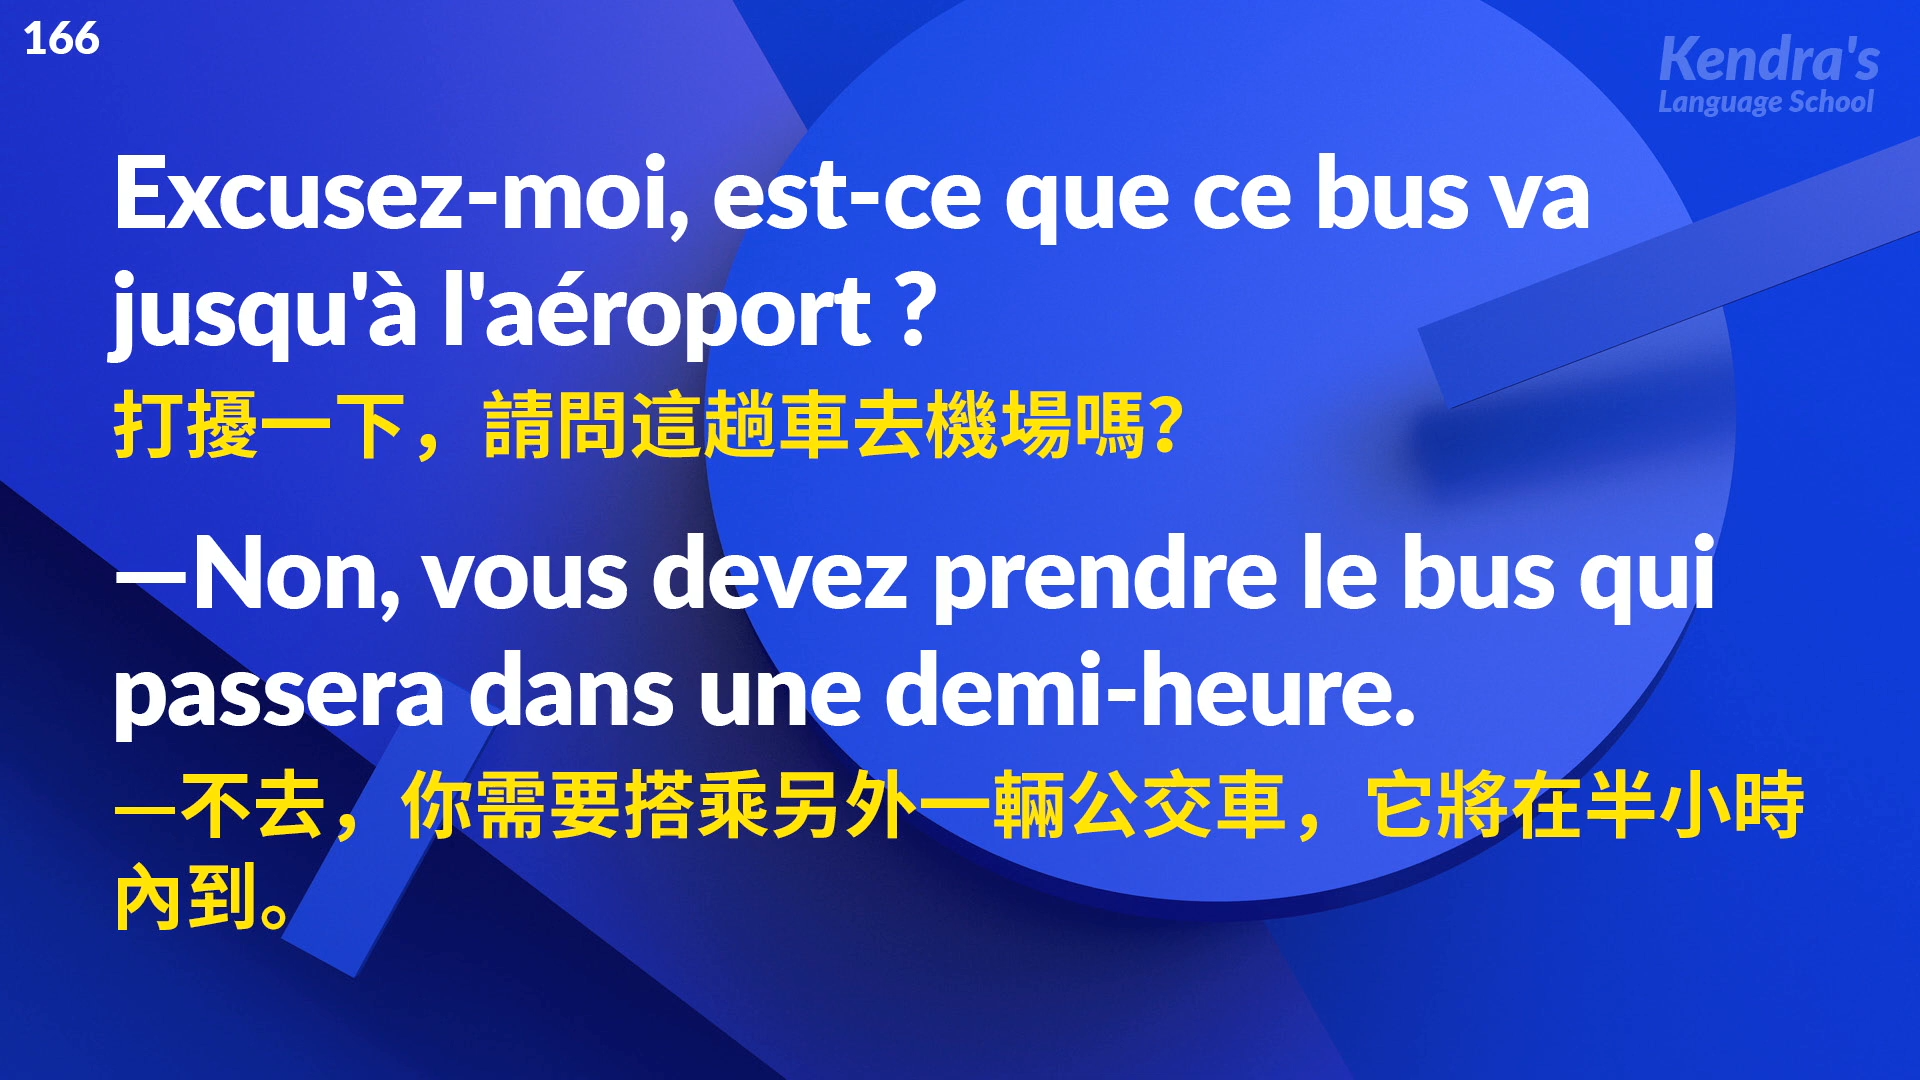 166
Kendra's
Language School
Excusez-moi, est-ce que ce bus va
jusqu'à l'aéroport ?
打擾一下，請問這趟車去機場嗎？
—Non, vous devez prendre le bus qui
passera dans une demi-heure.
—不去，你需要搭乘另外一輛公交車，它將在半小時
內到。